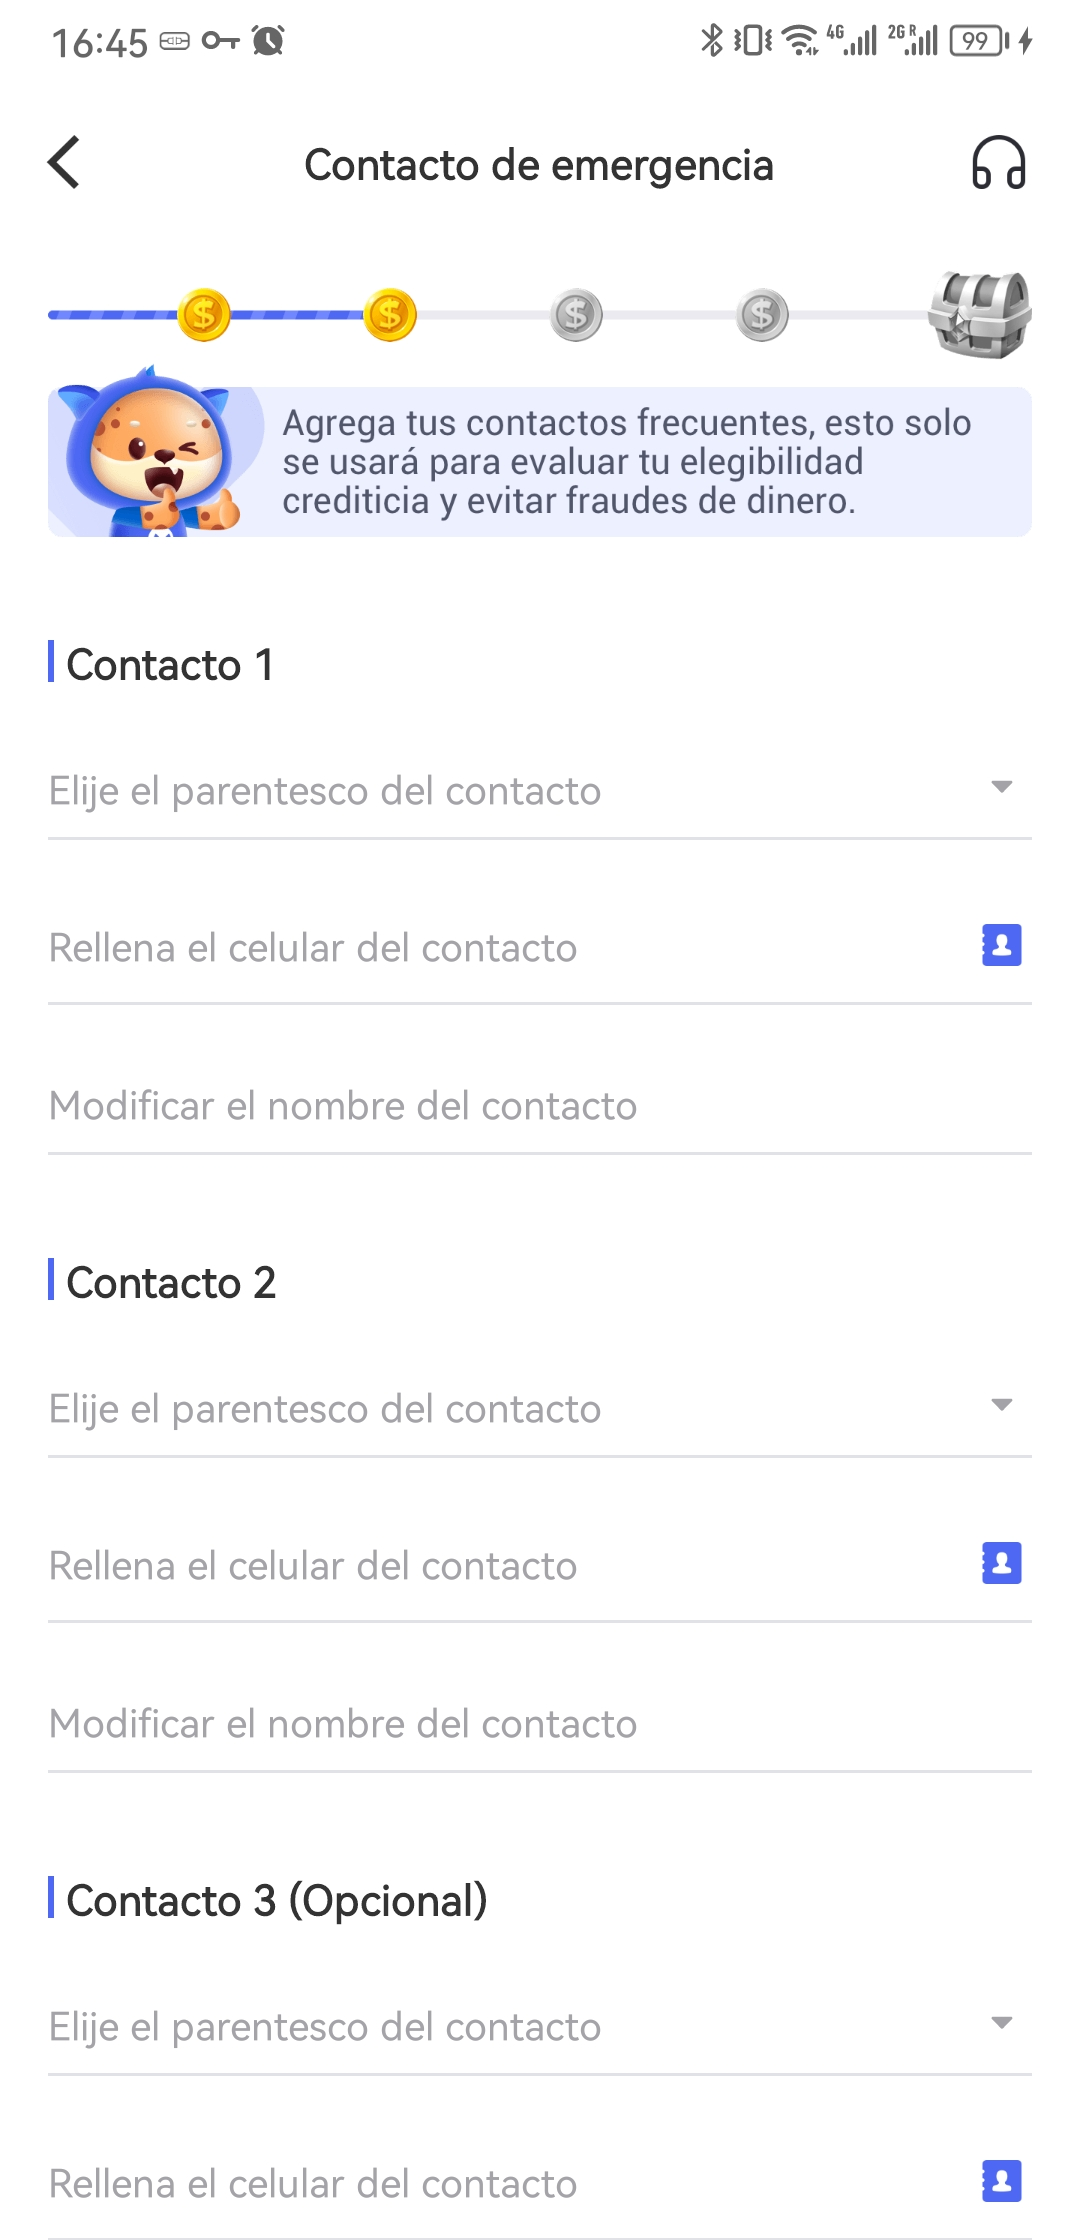 16:45
4G
2G R
99
Contacto de emergencia
Agrega tus contactos frecuentes, esto solo
se usará para evaluar tu elegibilidad
crediticia y evitar fraudes de dinero.
Contacto 1
Elije el parentesco del contacto
Rellena el celular del contacto
Modificar el nombre del contacto
Contacto 2
Elije el parentesco del contacto
Rellena el celular del contacto
Modificar el nombre del contacto
Contacto 3 (Opcional)
Elije el parentesco del contacto
Rellena el celular del contacto